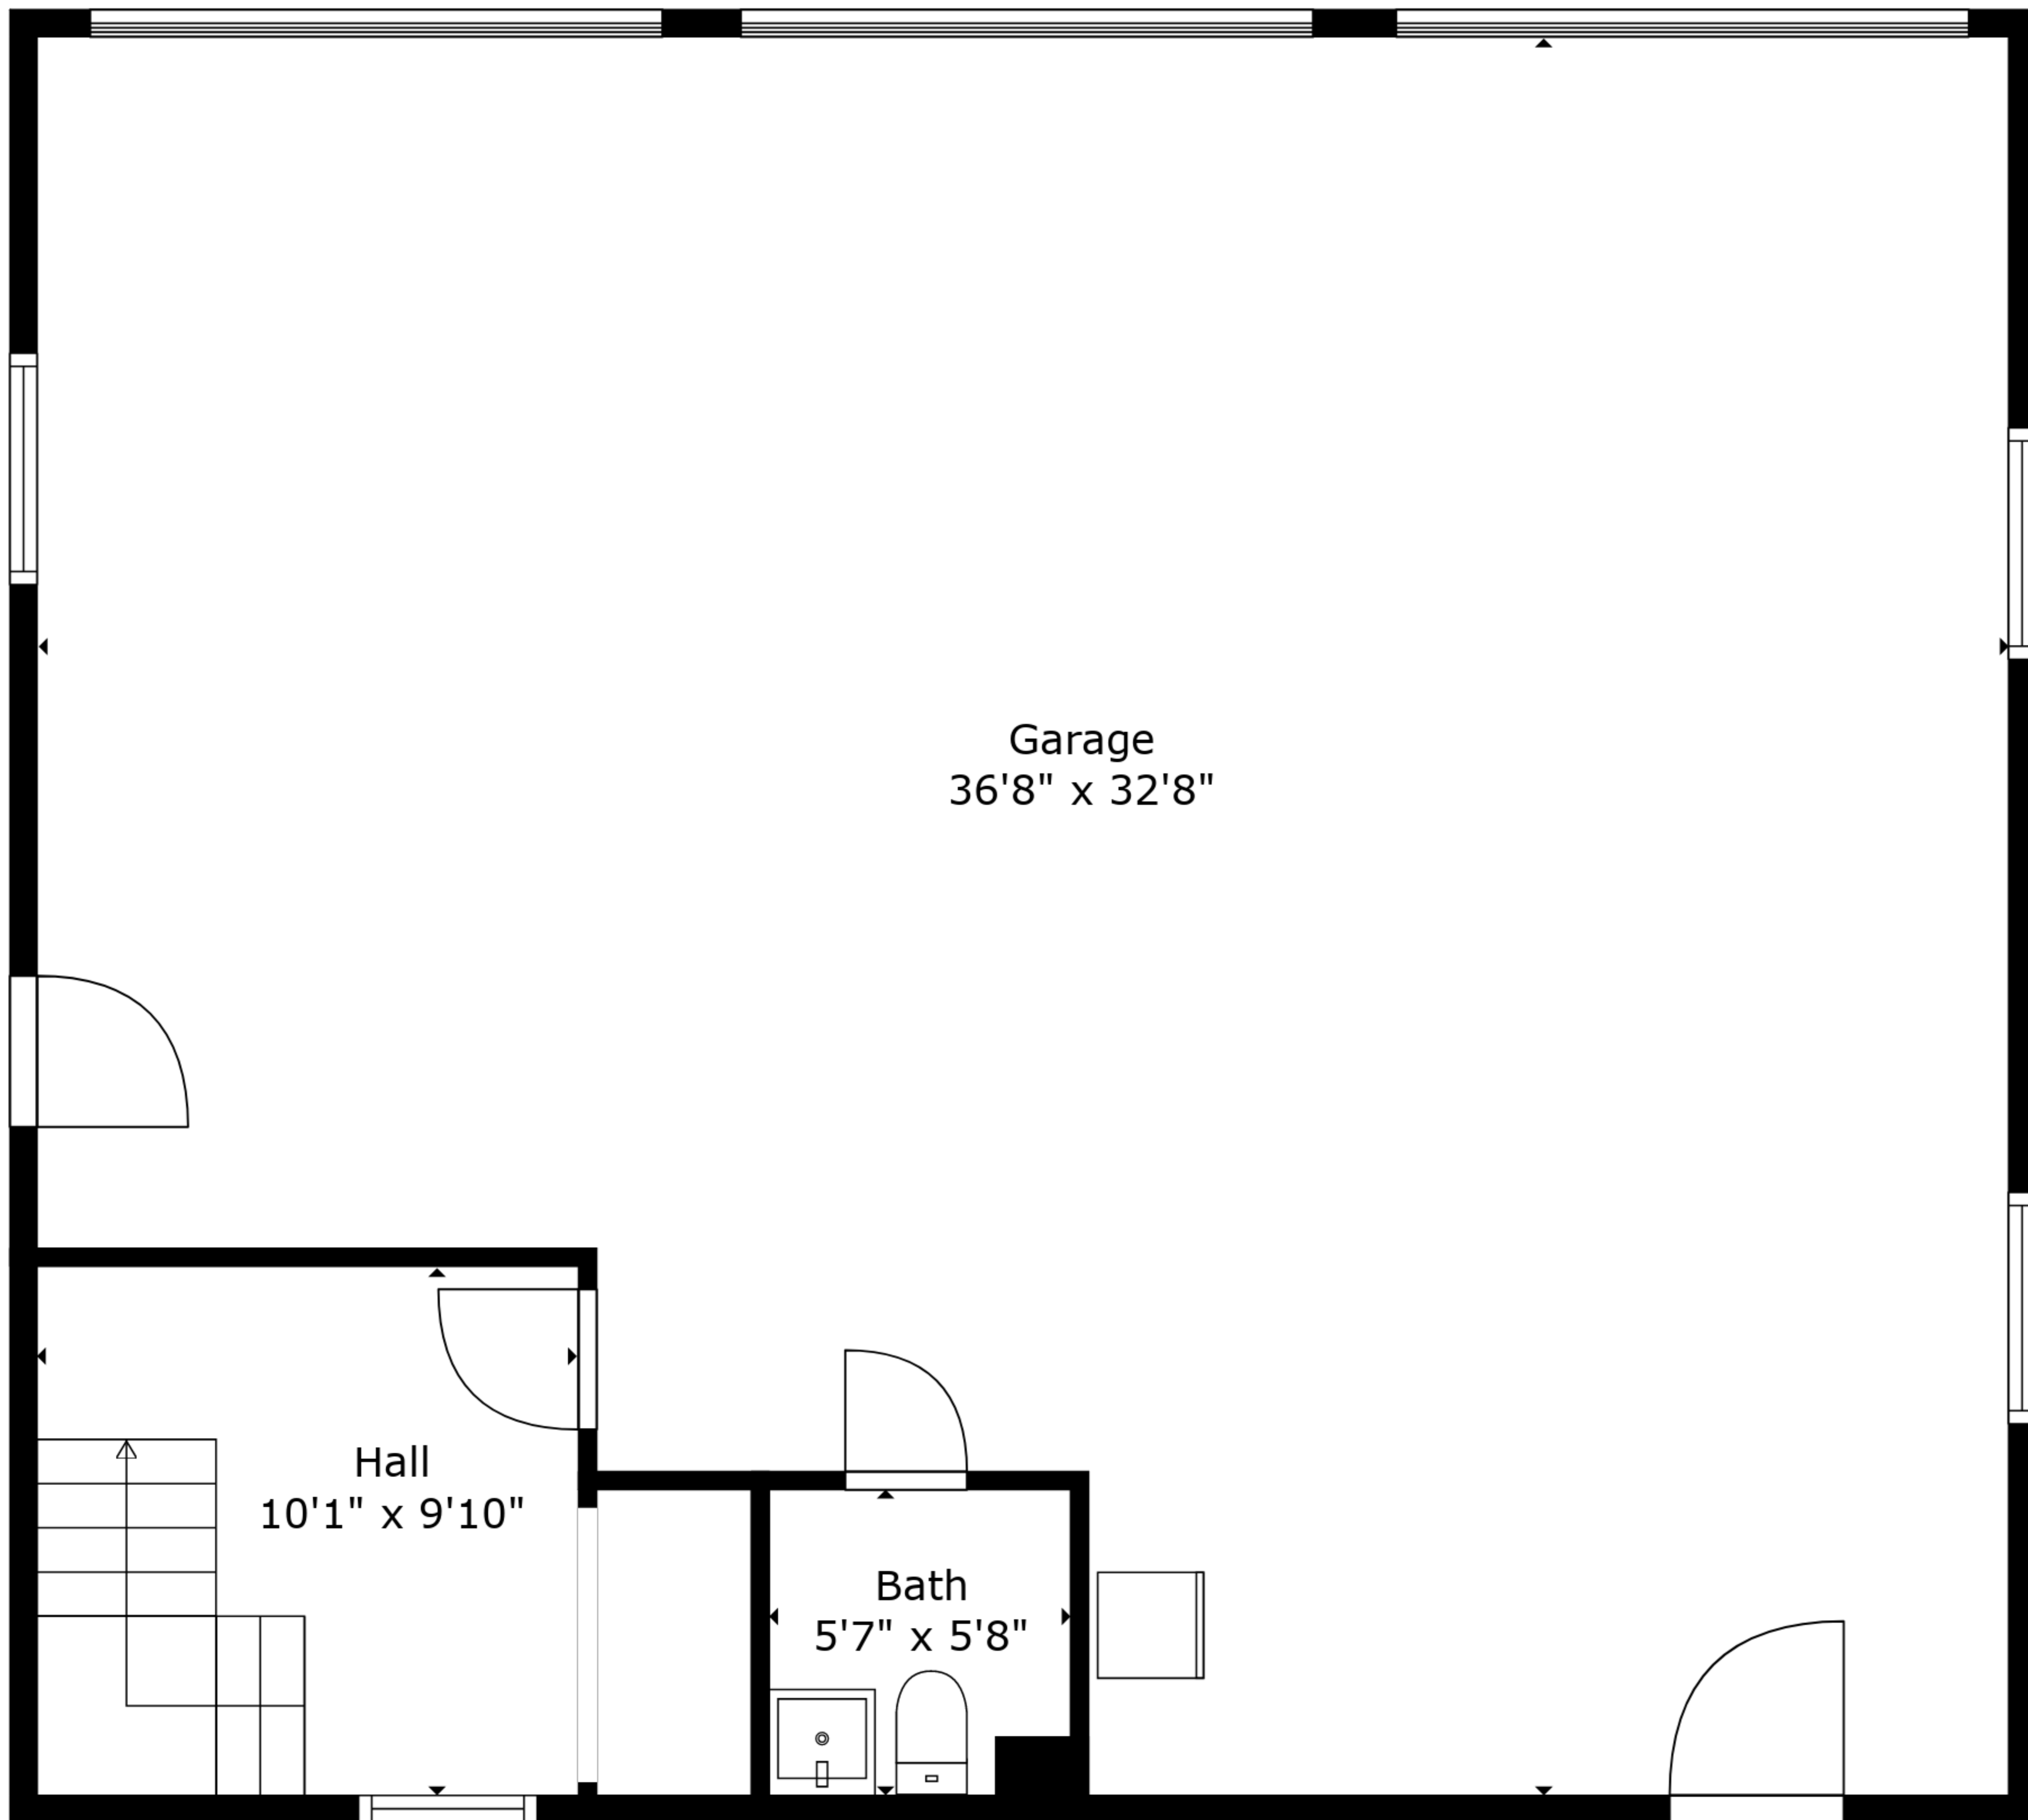 Garage
36'8" x 32'8"
Hall
10'1" x 9'10"
Bath
5'7" x 5'8"